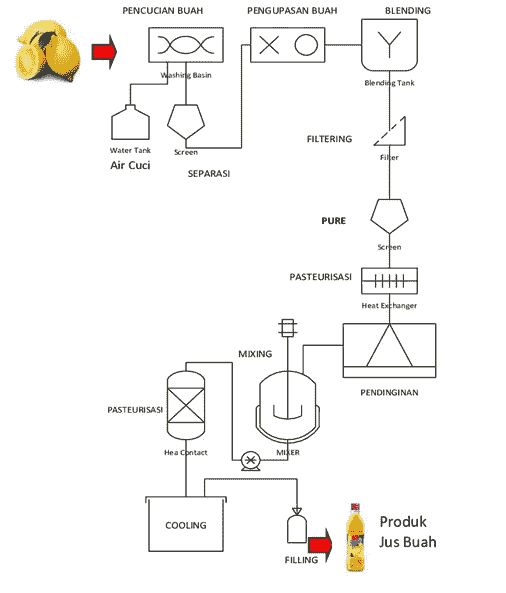 PENCUCIAN BUAH
PENGUPASAN BUAH
BLENDING
Washing Basin
Blending Tank
Water Tank
Air Cuci
Screen
SEPARASI
FILTERING
Filter
PURE
Screen
PASTEURISASI
Heat Exchanger
MIXING
PENDINGINAN
PASTEURISASI
Hea Contact
MIXER
COOLING
FILLING
Produk
Jus Buah